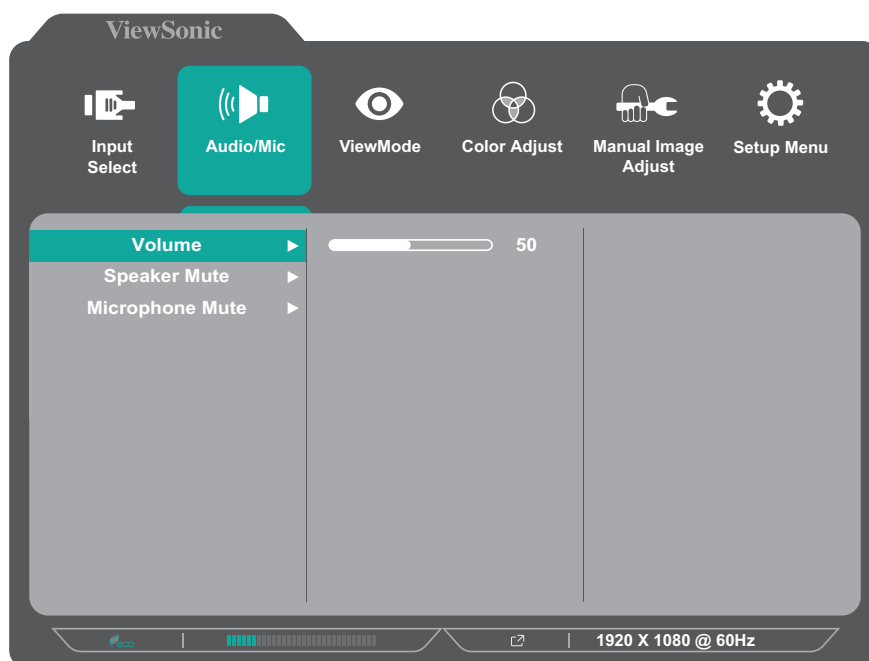 ViewSonic
Input
Select
Audio/Mic
ViewMode
Color Adjust
Manual Image
Adjust
Setup Menu
Volume
50
Speaker Mute
Microphone Mute
eco
1920 X 1080 @ 60Hz